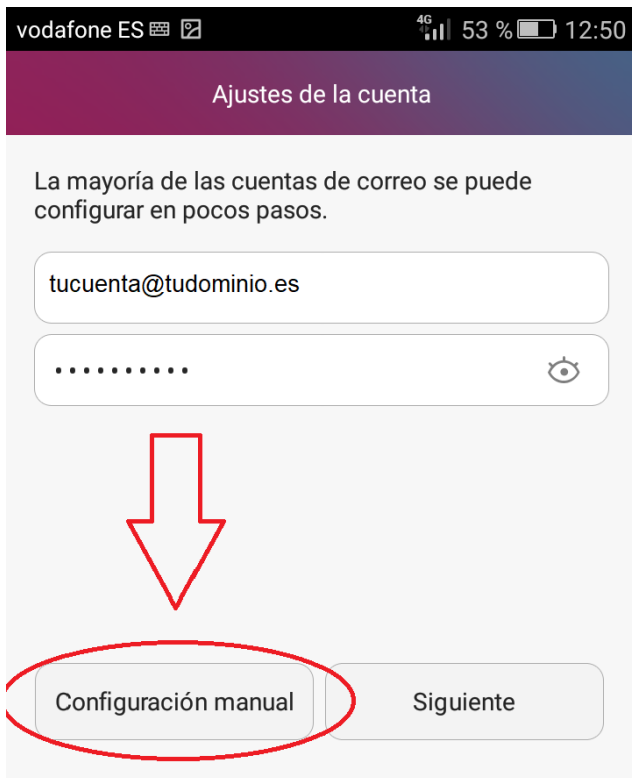 vodafone ES 4G 53 % 12:50
Ajustes de la cuenta
La mayoría de las cuentas de correo se puede
configurar en pocos pasos.
tucuenta@tudominio.es
••••••••••
Configuración manual Siguiente